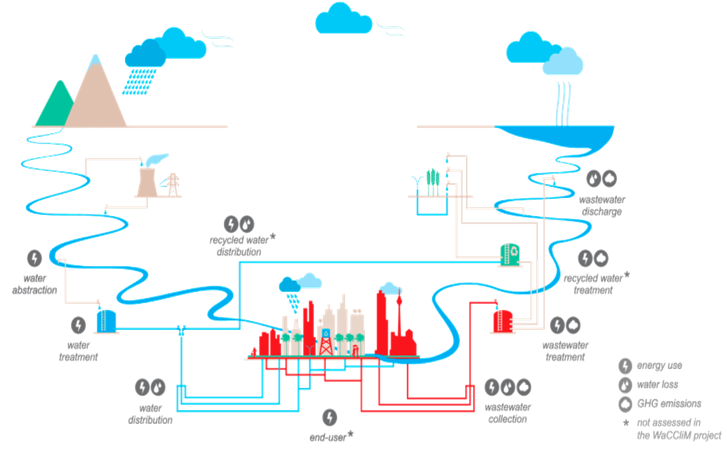 wastewater
discharge
recycled water*
distribution
water
abstraction
recycled water*
treatment
water
treatment
wastewater
treatment
energy use
water loss
GHG emissions
* not assessed in
the WaCCliM project
water
distribution
wastewater
collection
end-user*